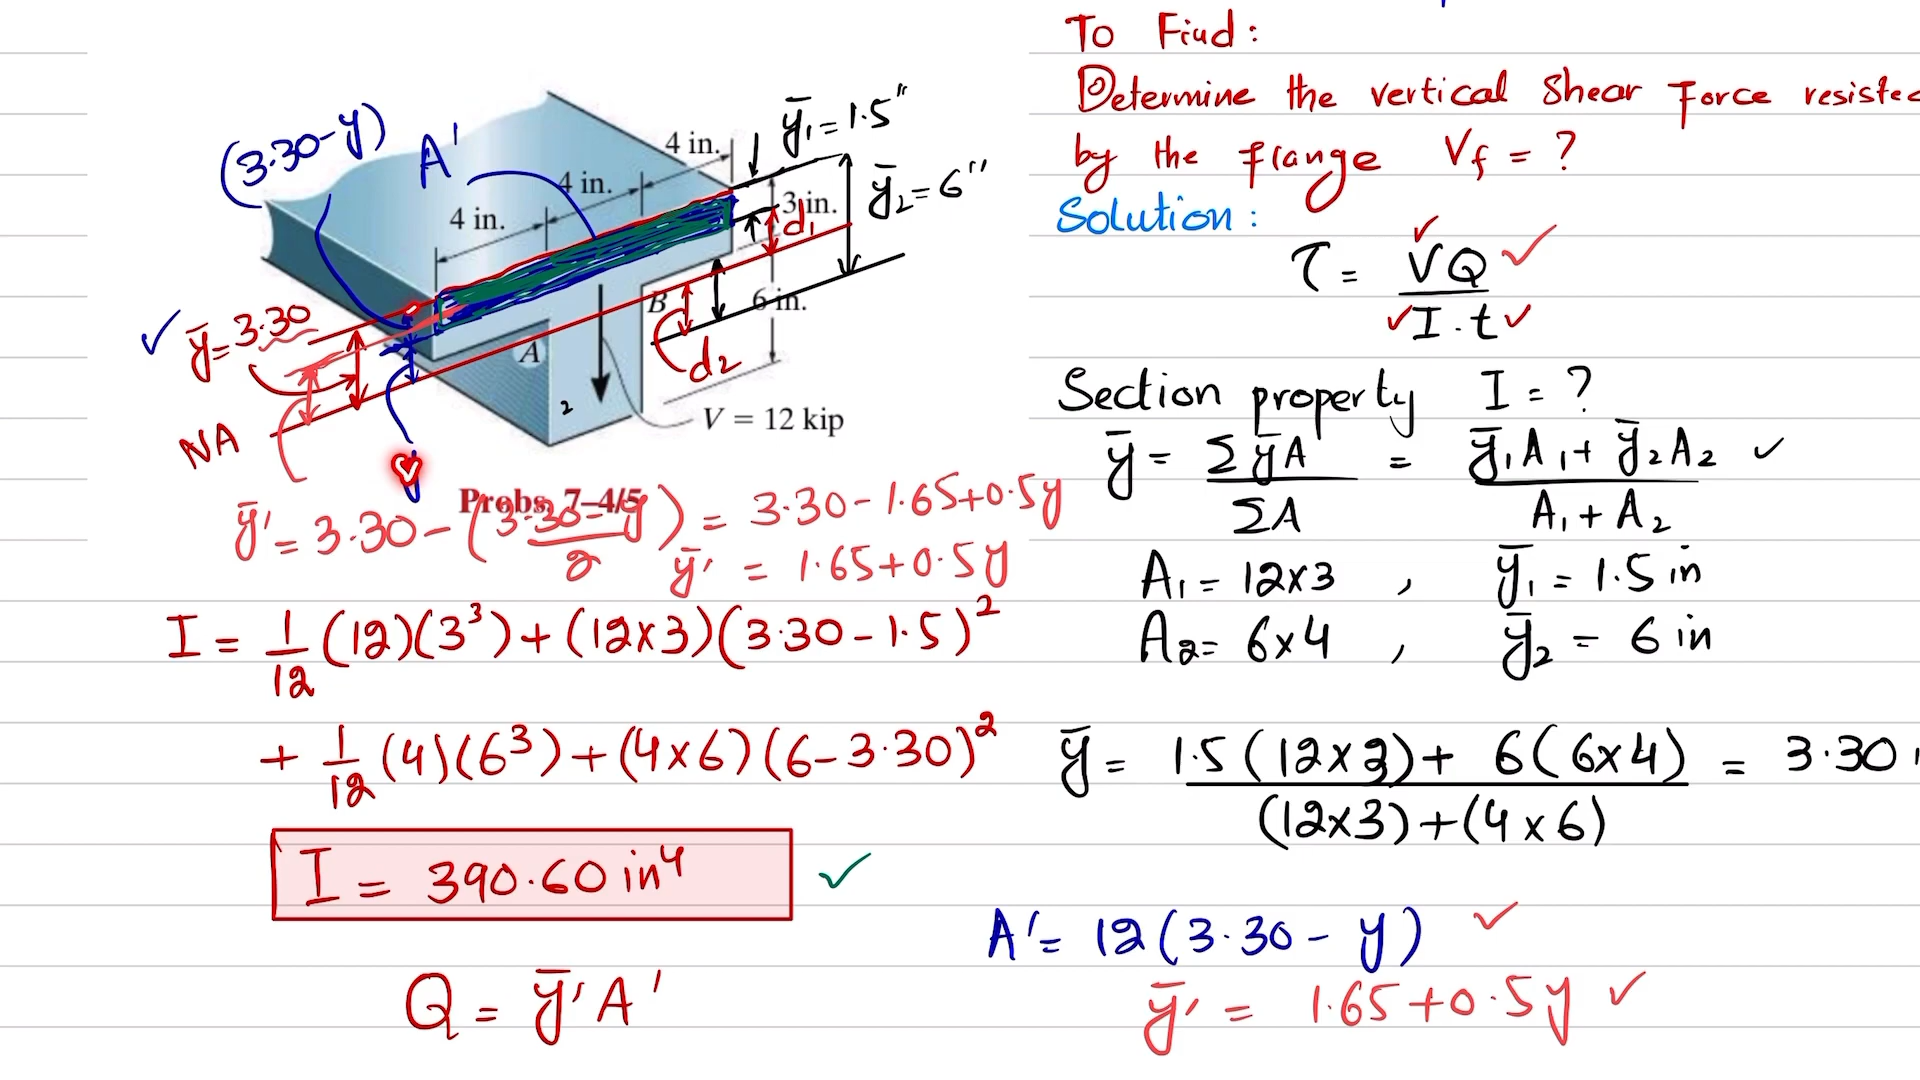 To Find:
Determine the vertical Shear Force resisted
by the flange Vf = ?
Solution:
τ = VQ / I.t
Section property I = ?
ȳ = ΣȳA / ΣA = ȳ₁A₁ + ȳ₂A₂ / A₁ + A₂
A₁ = 12x3 , ȳ₁ = 1.5 in
A₂ = 6x4 , ȳ₂ = 6 in
ȳ = 1.5(12x3) + 6(6x4) / (12x3)+(4x6) = 3.30
A' = 12(3.30 - y)
ȳ' = 1.65 + 0.5y
(3.30-y)
A'
4 in.
4 in.
4 in.
ȳ₁ = 1.5"
ȳ₂ = 6"
3 in.
d₁
B
6 in.
d₂
A
2
V = 12 kip
ȳ = 3.30
NA
y
Probs. 7–4/5
ȳ' = 3.30 - (3.30-y / 2) = 3.30 - 1.65 + 0.5y
ȳ' = 1.65 + 0.5y
I = 1/12 (12)(3³) + (12x3)(3.30-1.5)²
+ 1/12 (4)(6³) + (4x6)(6-3.30)²
I = 390.60 in⁴
Q = ȳ'A'